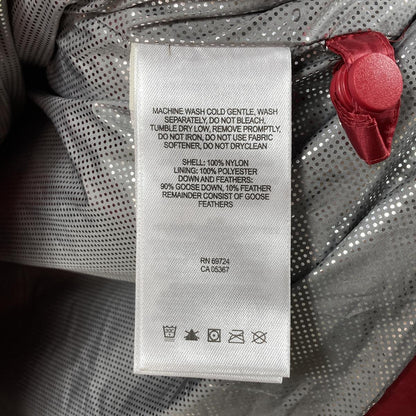 MACHINE WASH COLD GENTLE, WASH
SEPARATELY, DO NOT BLEACH.
TUMBLE DRY LOW, REMOVE PROMPTLY.
DO NOT IRON. DO NOT USE FABRIC
SOFTENER, DO NOT DRYCLEAN
SHELL: 100% NYLON
LINING: 100% POLYESTER
DOWN AND FEATHERS:
90% GOOSE DOWN, 10% FEATHER
REMAINDER CONSIST OF GOOSE
FEATHERS
RN 69724
CA 05367